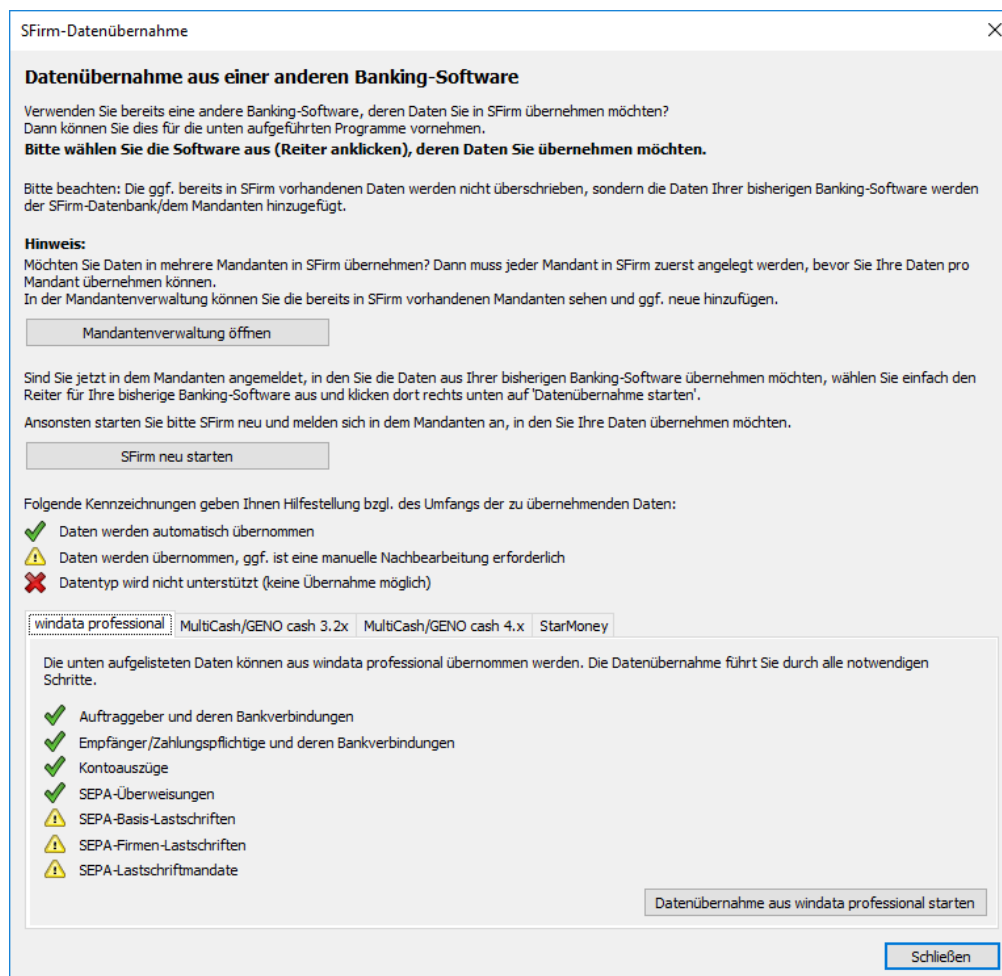 SFirm-Datenübernahme
Datenübernahme aus einer anderen Banking-Software
Verwenden Sie bereits eine andere Banking-Software, deren Daten Sie in SFirm übernehmen möchten?
Dann können Sie dies für die unten aufgeführten Programme vornehmen.
Bitte wählen Sie die Software aus (Reiter anklicken), deren Daten Sie übernehmen möchten.
Bitte beachten: Die ggf. bereits in SFirm vorhandenen Daten werden nicht überschrieben, sondern die Daten Ihrer bisherigen Banking-Software werden
der SFirm-Datenbank/dem Mandanten hinzugefügt.
Hinweis:
Möchten Sie Daten in mehrere Mandanten in SFirm übernehmen? Dann muss jeder Mandant in SFirm zuerst angelegt werden, bevor Sie Ihre Daten pro
Mandant übernehmen können.
In der Mandantenverwaltung können Sie die bereits in SFirm vorhandenen Mandanten sehen und ggf. neue hinzufügen.
Mandantenverwaltung öffnen
Sind Sie jetzt in dem Mandanten angemeldet, in den Sie die Daten aus Ihrer bisherigen Banking-Software übernehmen möchten, wählen Sie einfach den
Reiter für Ihre bisherige Banking-Software aus und klicken dort rechts unten auf 'Datenübernahme starten'.
Ansonsten starten Sie bitte SFirm neu und melden sich in dem Mandanten an, in den Sie Ihre Daten übernehmen möchten.
SFirm neu starten
Folgende Kennzeichnungen geben Ihnen Hilfestellung bzgl. des Umfangs der zu übernehmenden Daten:
Daten werden automatisch übernommen
Daten werden übernommen, ggf. ist eine manuelle Nachbearbeitung erforderlich
Datentyp wird nicht unterstützt (keine Übernahme möglich)
windata professional MultiCash/GENO cash 3.2x MultiCash/GENO cash 4.x StarMoney
Die unten aufgelisteten Daten können aus windata professional übernommen werden. Die Datenübernahme führt Sie durch alle notwendigen
Schritte.
Auftraggeber und deren Bankverbindungen
Empfänger/Zahlungspflichtige und deren Bankverbindungen
Kontoauszüge
SEPA-Überweisungen
SEPA-Basis-Lastschriften
SEPA-Firmen-Lastschriften
SEPA-Lastschriftmandate
Datenübernahme aus windata professional starten
Schließen